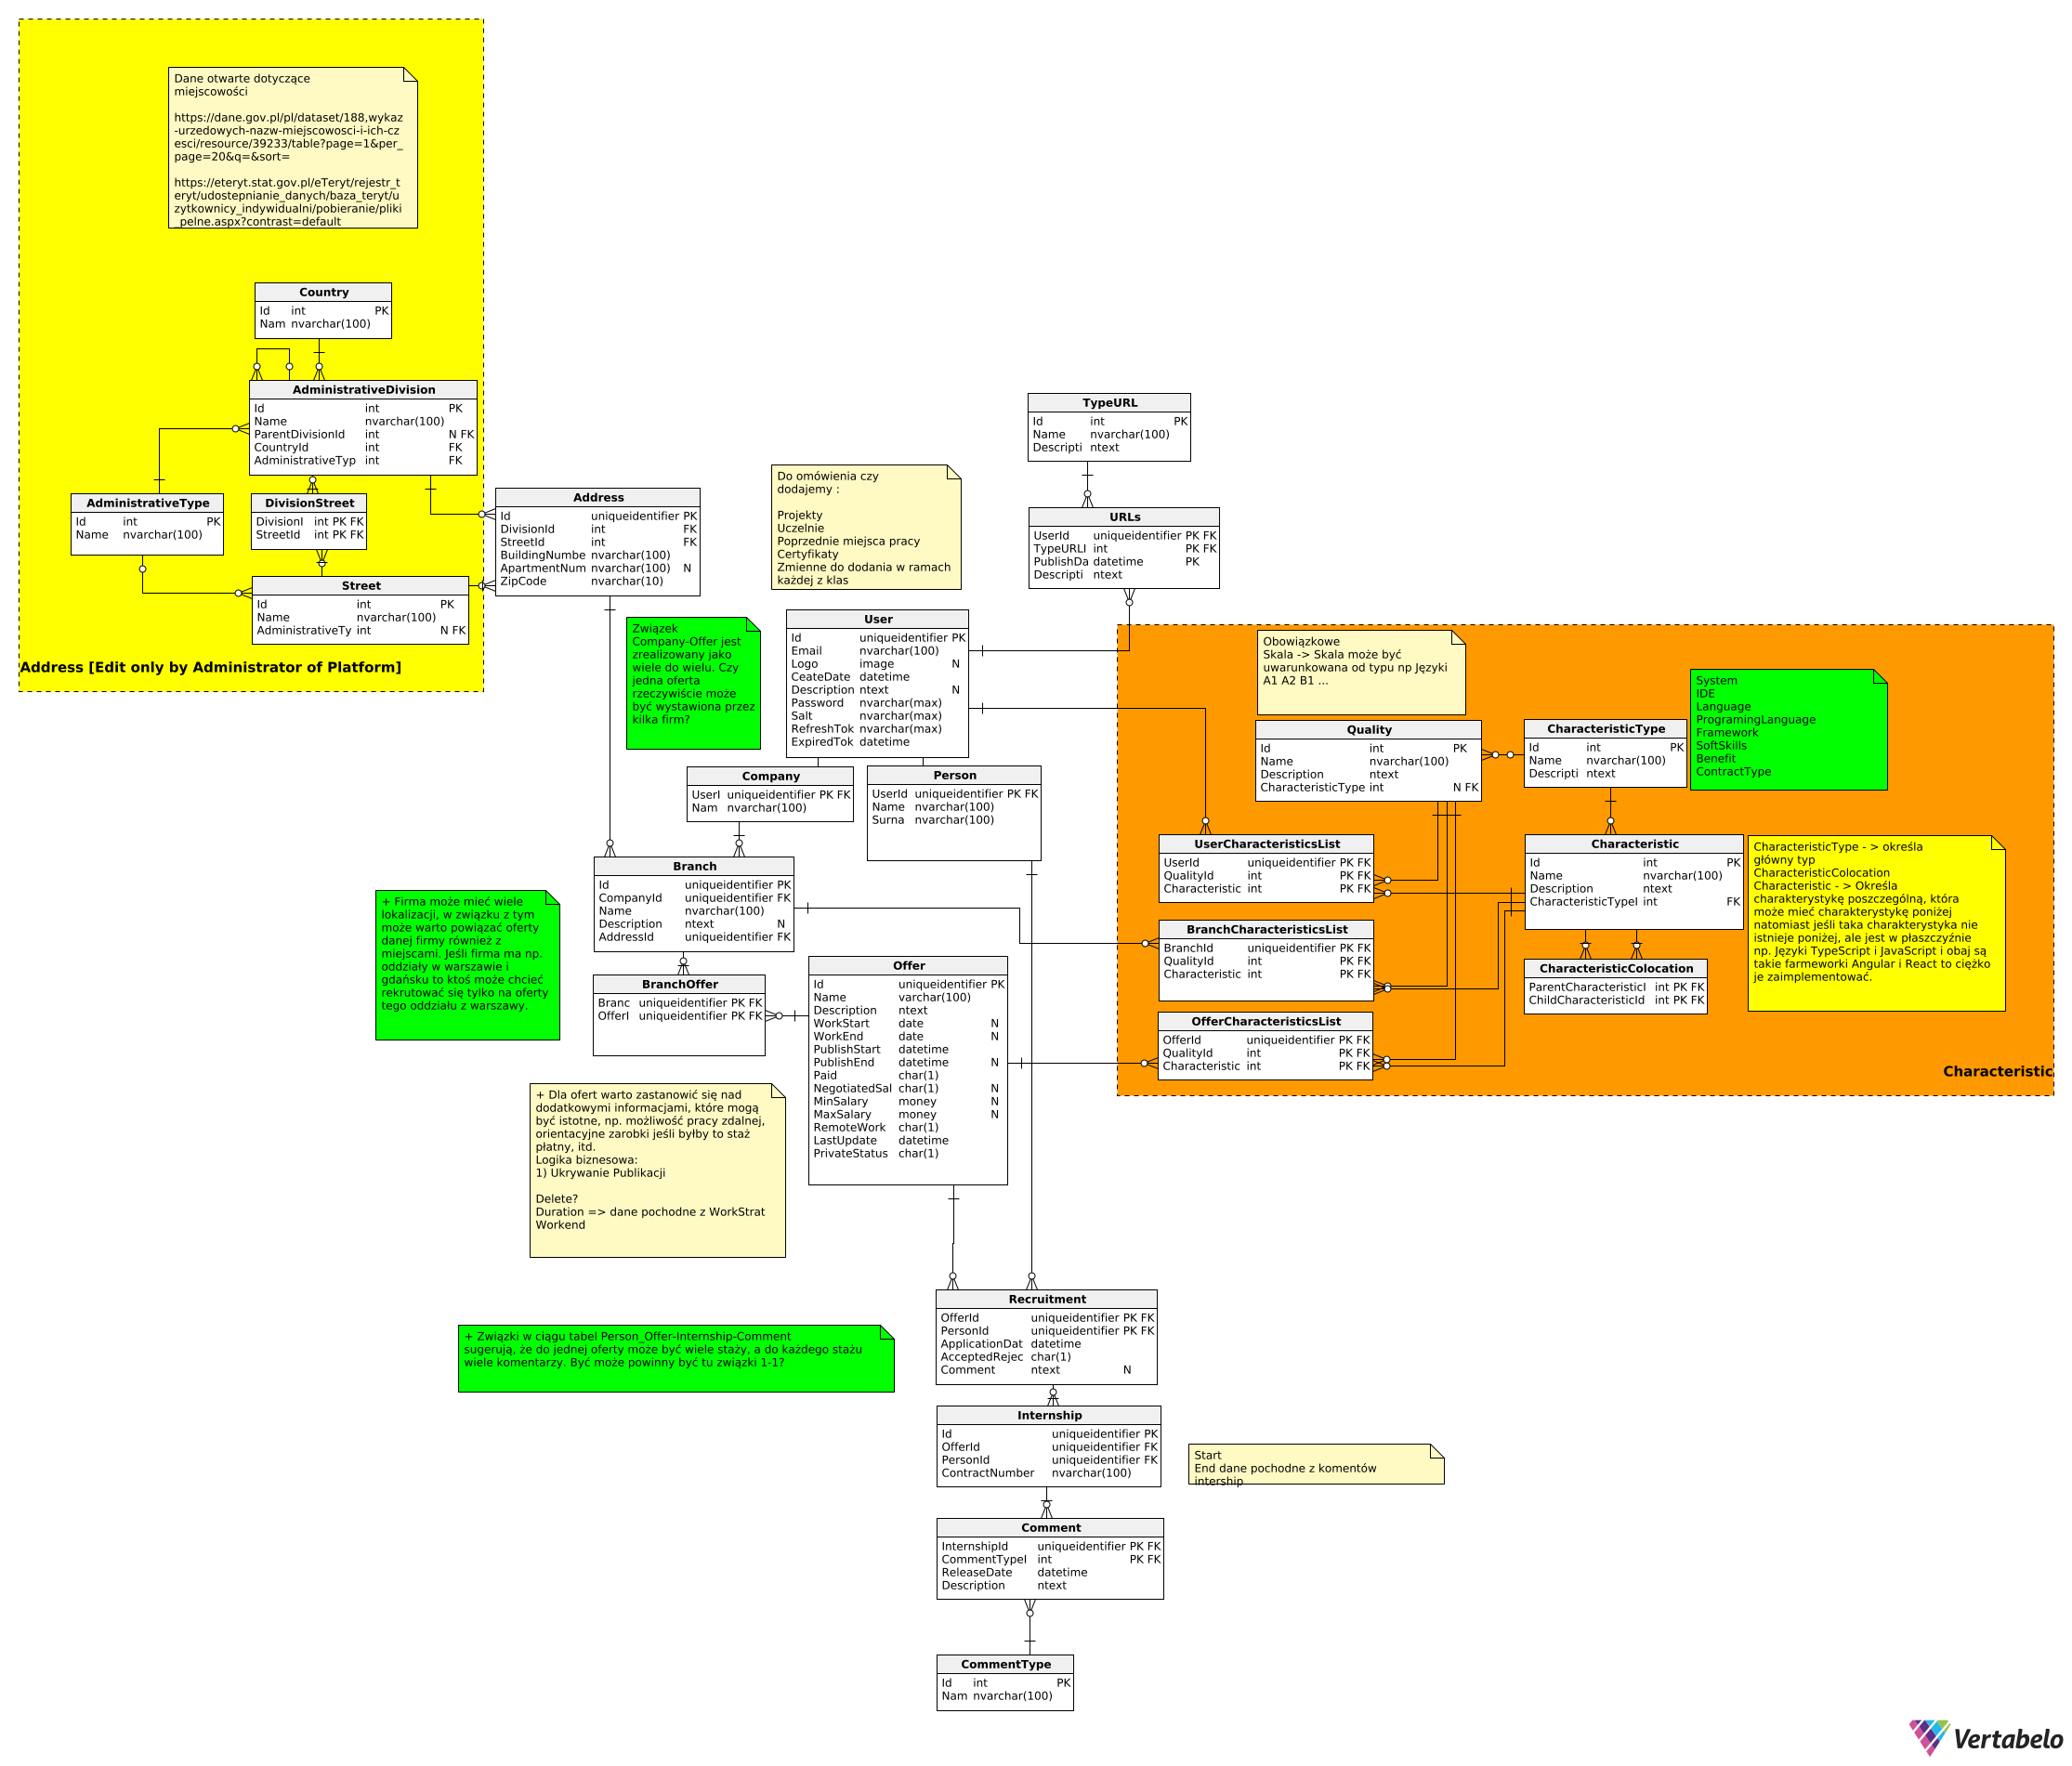 Dane otwarte dotyczące
miejscowości
https://dane.gov.pl/pl/dataset/188,wykaz
-urzedowych-nazw-miejscowosci-i-ich-cz
esci/resource/39233/table?page=1&per_
page=20&q=&sort=
https://eteryt.stat.gov.pl/eTeryt/rejestr_t
eryt/udostepnianie_danych/baza_teryt/u
zytkownicy_indywidualni/pobieranie/pliki
_pelne.aspx?contrast=default
Country
Id int PK
Nam nvarchar(100)
AdministrativeDivision
Id int PK
Name nvarchar(100)
ParentDivisionId int N FK
CountryId int FK
AdministrativeTyp int FK
AdministrativeType
Id int PK
Name nvarchar(100)
DivisionStreet
DivisionI int PK FK
StreetId int PK FK
Street
Id int PK
Name nvarchar(100)
AdministrativeTy int N FK
Address [Edit only by Administrator of Platform]
Address
Id uniqueidentifier PK
DivisionId int FK
StreetId int FK
BuildingNumbe nvarchar(100)
ApartmentNum nvarchar(100) N
ZipCode nvarchar(10)
Do omówienia czy
dodajemy :
Projekty
Uczelnie
Poprzednie miejsca pracy
Certyfikaty
Zmienne do dodania w ramach
każdej z klas
TypeURL
Id int PK
Name nvarchar(100)
Descripti ntext
URLs
UserId uniqueidentifier PK FK
TypeURLI int PK FK
PublishDa datetime PK
Descripti ntext
Związek
Company-Offer jest
zrealizowany jako
wiele do wielu. Czy
jedna oferta
rzeczywiście może
być wystawiona przez
kilka firm?
User
Id uniqueidentifier PK
Email nvarchar(100)
Logo image N
CeateDate datetime
Description ntext N
Password nvarchar(max)
Salt nvarchar(max)
RefreshTok nvarchar(max)
ExpiredTok datetime
Company
UserI uniqueidentifier PK FK
Nam nvarchar(100)
Person
UserId uniqueidentifier PK FK
Name nvarchar(100)
Surna nvarchar(100)
Obowiązkowe
Skala -> Skala może być
uwarunkowana od typu np Języki
A1 A2 B1 ...
Quality
Id int PK
Name nvarchar(100)
Description ntext
CharacteristicType int N FK
CharacteristicType
Id int PK
Name nvarchar(100)
Descripti ntext
System
IDE
Language
ProgramingLanguage
Framework
SoftSkills
Benefit
ContractType
UserCharacteristicsList
UserId uniqueidentifier PK FK
QualityId int PK FK
Characteristic int PK FK
BranchCharacteristicsList
BranchId uniqueidentifier PK FK
QualityId int PK FK
Characteristic int PK FK
OfferCharacteristicsList
OfferId uniqueidentifier PK FK
QualityId int PK FK
Characteristic int PK FK
Characteristic
Id int PK
Name nvarchar(100)
Description ntext
CharacteristicTypeI int FK
CharacteristicColocation
ParentCharacteristicI int PK FK
ChildCharacteristicId int PK FK
CharacteristicType - > określa
główny typ
CharacteristicColocation
Characteristic - > Określa
charakterystykę poszczególną, która
może mieć charakterystykę poniżej
natomiast jeśli taka charakterystyka nie
istnieje poniżej, ale jest w płaszczyźnie
np. Języki TypeScript i JavaScript i obaj są
takie farmeworki Angular i React to ciężko
je zaimplementować.
Characteristic
Branch
Id uniqueidentifier PK
CompanyId uniqueidentifier FK
Name nvarchar(100)
Description ntext N
AddressId uniqueidentifier FK
+ Firma może mieć wiele
lokalizacji, w związku z tym
może warto powiązać oferty
danej firmy również z
miejscami. Jeśli firma ma np.
oddziały w warszawie i
gdańsku to ktoś może chcieć
rekrutować się tylko na oferty
tego oddziału z warszawy.
BranchOffer
Branc uniqueidentifier PK FK
OfferI uniqueidentifier PK FK
Offer
Id uniqueidentifier PK
Name varchar(100)
Description ntext
WorkStart date N
WorkEnd date N
PublishStart datetime
PublishEnd datetime N
Paid char(1)
NegotiatedSal char(1) N
MinSalary money N
MaxSalary money N
RemoteWork char(1)
LastUpdate datetime
PrivateStatus char(1)
+ Dla ofert warto zastanowić się nad
dodatkowymi informacjami, które mogą
być istotne, np. możliwość pracy zdalnej,
orientacyjne zarobki jeśli byłby to staż
płatny, itd.
Logika biznesowa:
1) Ukrywanie Publikacji
Delete?
Duration => dane pochodne z WorkStrat
Workend
Recruitment
OfferId uniqueidentifier PK FK
PersonId uniqueidentifier PK FK
ApplicationDat datetime
AcceptedRejec char(1)
Comment ntext N
+ Związki w ciągu tabel Person_Offer-Internship-Comment
sugerują, że do jednej oferty może być wiele staży, a do każdego stażu
wiele komentarzy. Być może powinny być tu związki 1-1?
Internship
Id uniqueidentifier PK
OfferId uniqueidentifier FK
PersonId uniqueidentifier FK
ContractNumber nvarchar(100)
Start
End dane pochodne z komentów
intership
Comment
InternshipId uniqueidentifier PK FK
CommentTypeI int PK FK
ReleaseDate datetime
Description ntext
CommentType
Id int PK
Nam nvarchar(100)
Vertabelo